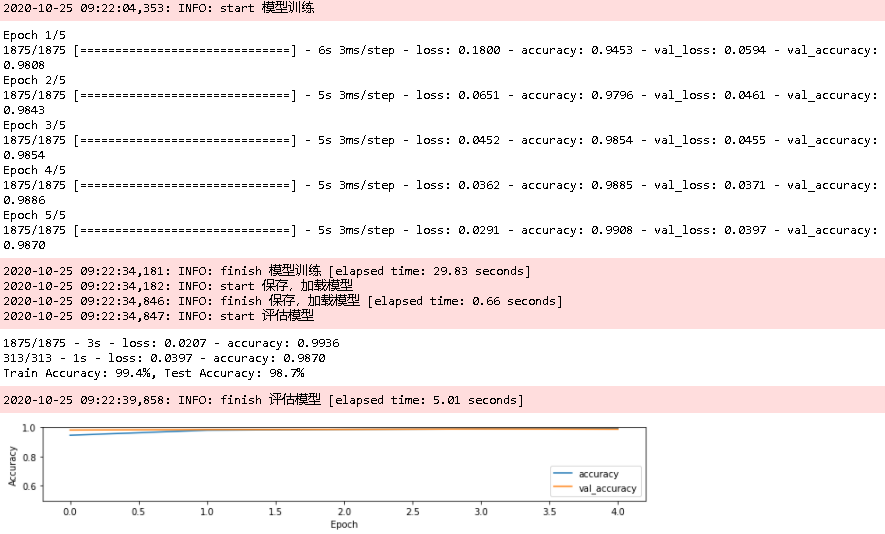 2020-10-25 09:22:04,353: INFO: start 模型训练
Epoch 1/5
1875/1875 [==============================] - 6s 3ms/step - loss: 0.1800 - accuracy: 0.9453 - val_loss: 0.0594 - val_accuracy:
0.9808
Epoch 2/5
1875/1875 [==============================] - 5s 3ms/step - loss: 0.0651 - accuracy: 0.9796 - val_loss: 0.0461 - val_accuracy:
0.9843
Epoch 3/5
1875/1875 [==============================] - 5s 3ms/step - loss: 0.0452 - accuracy: 0.9854 - val_loss: 0.0455 - val_accuracy:
0.9854
Epoch 4/5
1875/1875 [==============================] - 5s 3ms/step - loss: 0.0362 - accuracy: 0.9885 - val_loss: 0.0371 - val_accuracy:
0.9886
Epoch 5/5
1875/1875 [==============================] - 5s 3ms/step - loss: 0.0291 - accuracy: 0.9908 - val_loss: 0.0397 - val_accuracy:
0.9870
2020-10-25 09:22:34,181: INFO: finish 模型训练 [elapsed time: 29.83 seconds]
2020-10-25 09:22:34,182: INFO: start 保存，加载模型
2020-10-25 09:22:34,846: INFO: finish 保存，加载模型 [elapsed time: 0.66 seconds]
2020-10-25 09:22:34,847: INFO: start 评估模型
1875/1875 - 3s - loss: 0.0207 - accuracy: 0.9936
313/313 - 1s - loss: 0.0397 - accuracy: 0.9870
Train Accuracy: 99.4%, Test Accuracy: 98.7%
2020-10-25 09:22:39,858: INFO: finish 评估模型 [elapsed time: 5.01 seconds]
1.0
0.8
0.6
Accuracy
accuracy
val_accuracy
0.0 0.5 1.0 1.5 2.0 2.5 3.0 3.5 4.0
Epoch